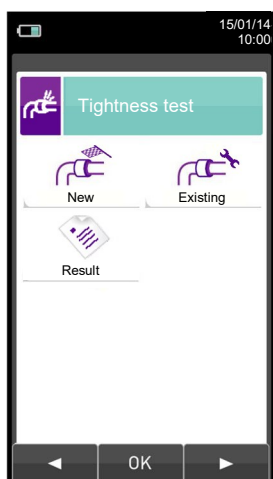 15/01/14
10:00
Tightness test
New
Existing
Result
OK